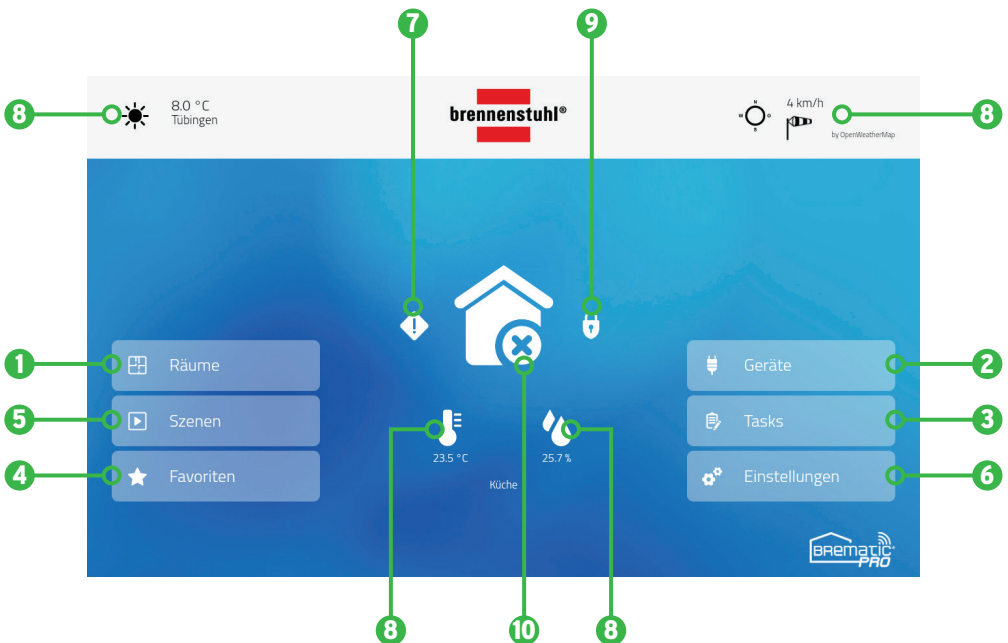 7
9
8
8.0 °C
Tübingen
brennenstuhl®
N
W
O
S
4 km/h
by OpenWeatherMap
8
1
Räume
Geräte
2
5
Szenen
Tasks
3
4
Favoriten
Einstellungen
6
23.5 °C
25.7 %
Küche
BREMATIC®
PRO
8
10
8